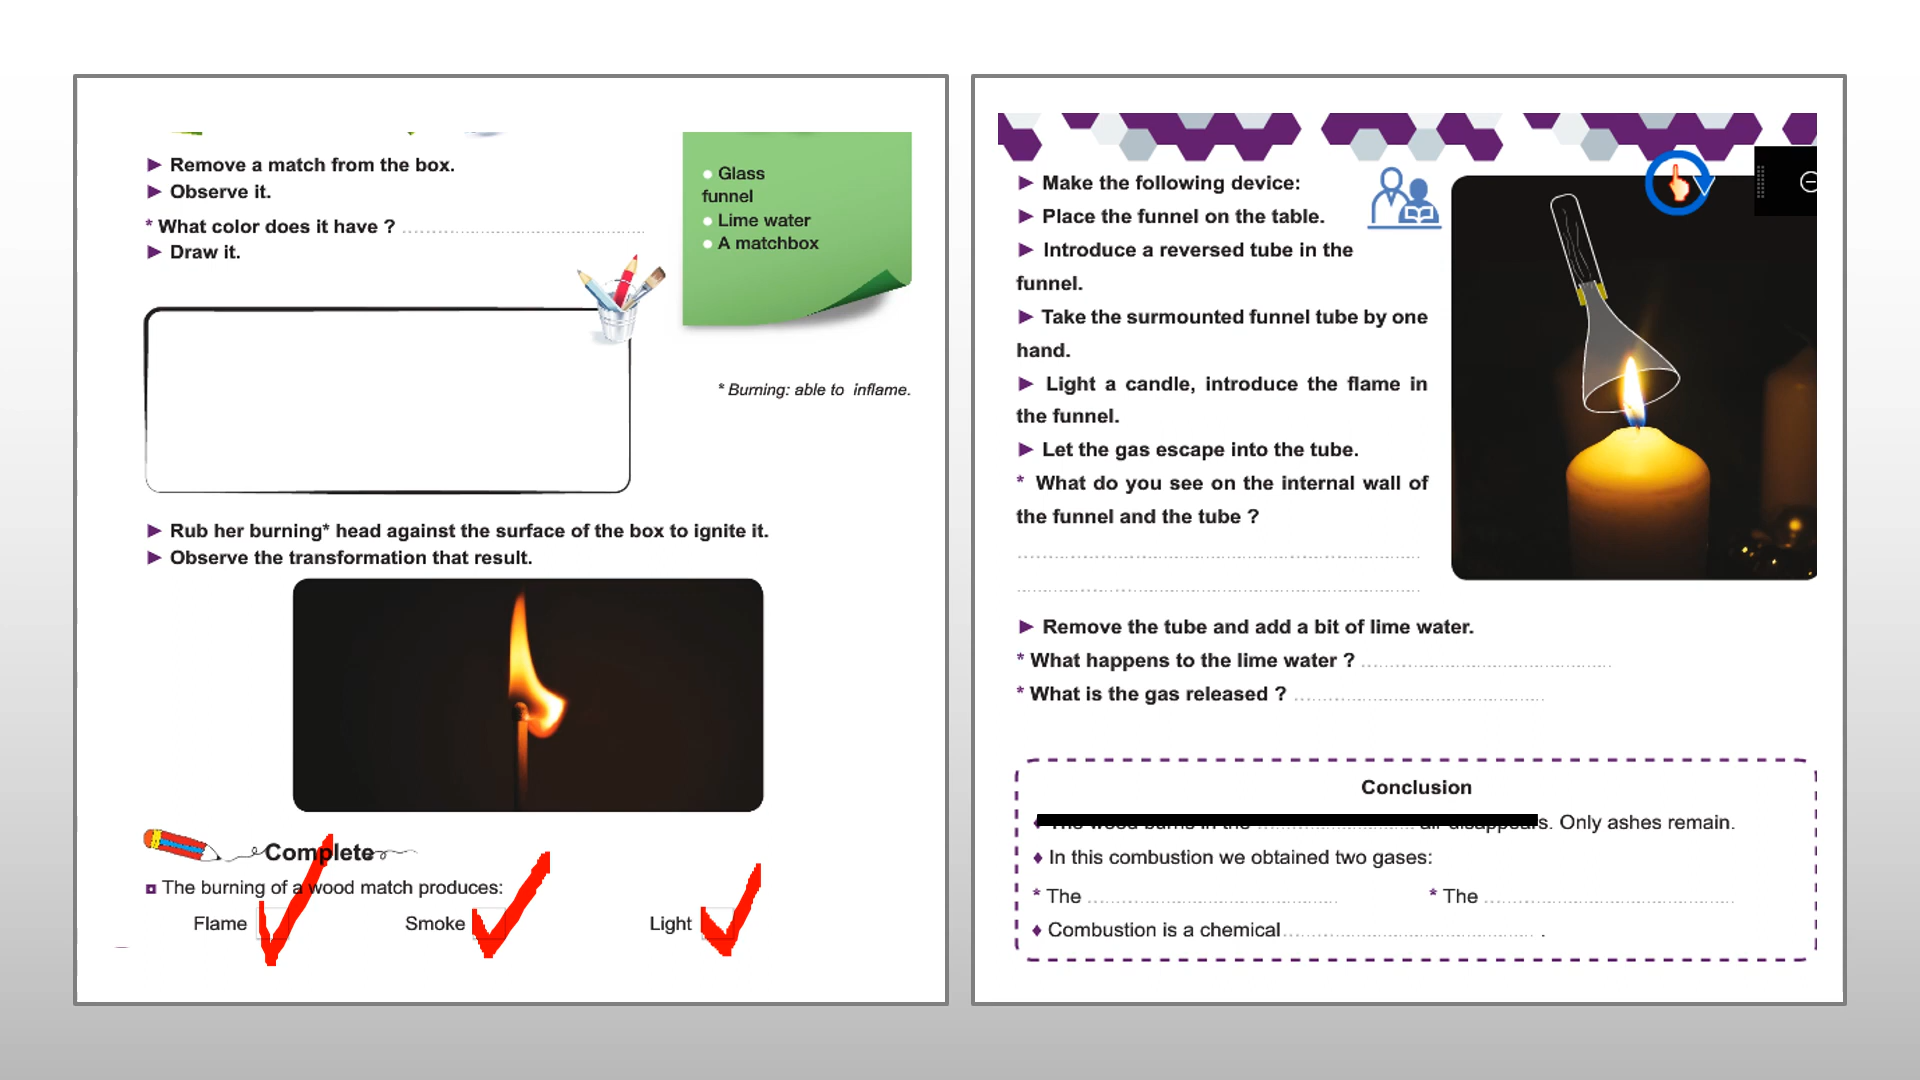 ► Remove a match from the box.
► Observe it.
* What color does it have ? ........................................
► Draw it.
● Glass
funnel
● Lime water
● A matchbox
* Burning: able to  inflame.
► Rub her burning* head against the surface of the box to ignite it.
► Observe the transformation that result.
Complete
The burning of a wood match produces:
Flame
Smoke
Light
► Make the following device:
► Place the funnel on the table.
► Introduce a reversed tube in the
funnel.
► Take the surmounted funnel tube by one
hand.
► Light a candle, introduce the flame in
the funnel.
► Let the gas escape into the tube.
* What do you see on the internal wall of
the funnel and the tube ?
► Remove the tube and add a bit of lime water.
* What happens to the lime water ? ........................................
* What is the gas released ? ........................................
Conclusion
Only ashes remain.
♦ In this combustion we obtained two gases:
* The ........................................ * The ........................................
♦ Combustion is a chemical........................................ .